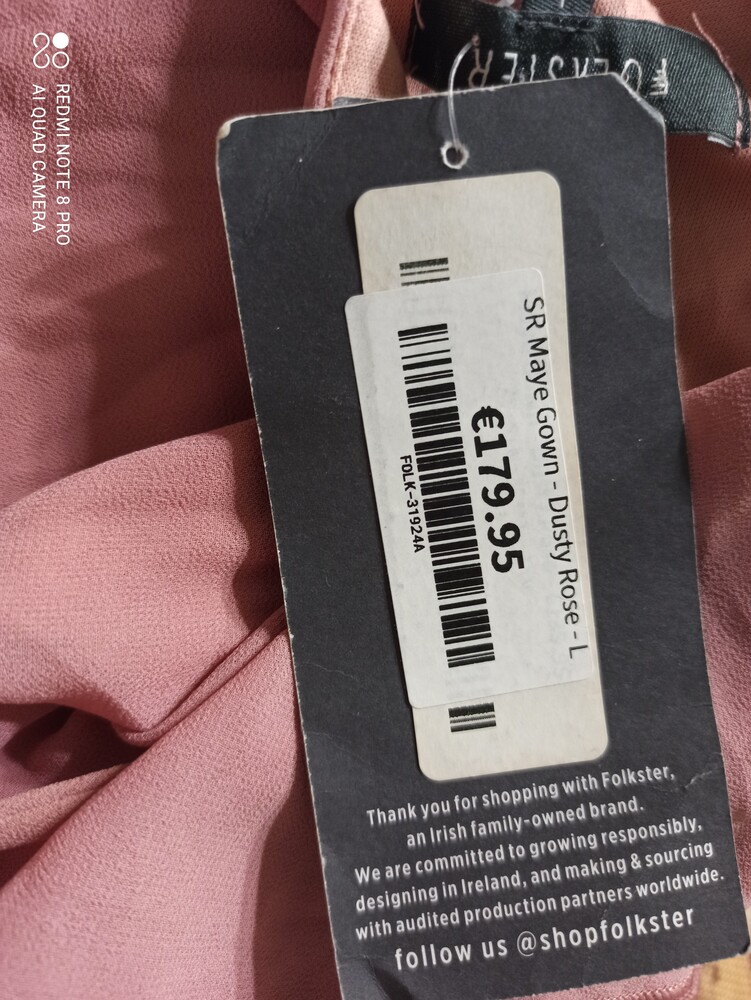 REDMI NOTE 8 PRO
AI QUAD CAMERA
FOLKSTER
SR Maye Gown - Dusty Rose - L
€179.95
FOLK-31924A
Thank you for shopping with Folkster,
an Irish family-owned brand.
We are committed to growing responsibly,
designing in Ireland, and making & sourcing
with audited production partners worldwide.
follow us @shopfolkster